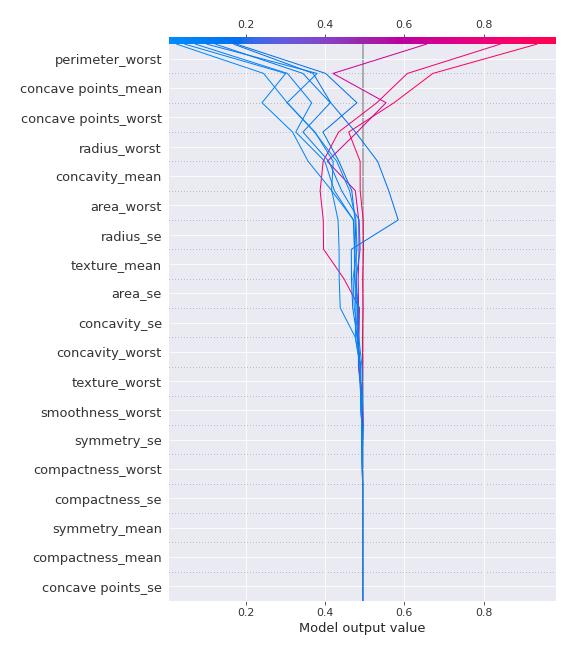 0.2 0.4 0.6 0.8
perimeter_worst
concave points_mean
concave points_worst
radius_worst
concavity_mean
area_worst
radius_se
texture_mean
area_se
concavity_se
concavity_worst
texture_worst
smoothness_worst
symmetry_se
compactness_worst
compactness_se
symmetry_mean
compactness_mean
concave points_se
0.2 0.4 0.6 0.8
Model output value